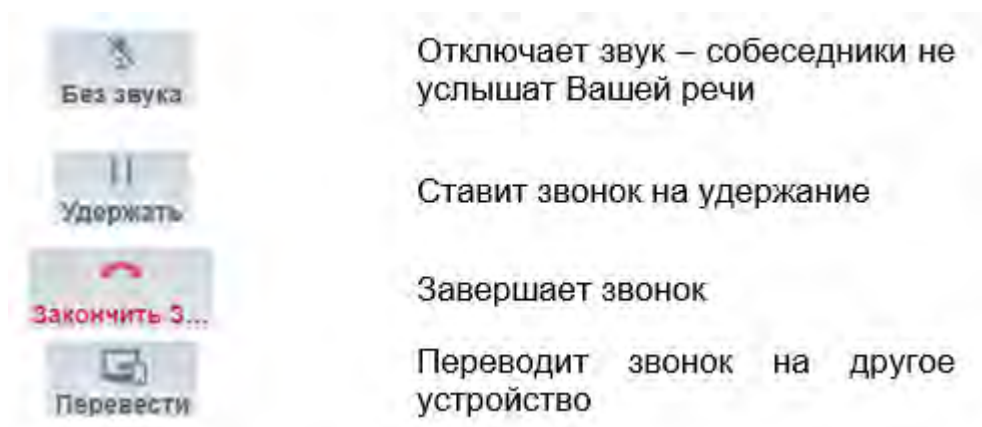 Без звука
Отключает звук – собеседники не
услышат Вашей речи
Удержать
Ставит звонок на удержание
Закончить З...
Завершает звонок
Перевести
Переводит звонок на другое
устройство